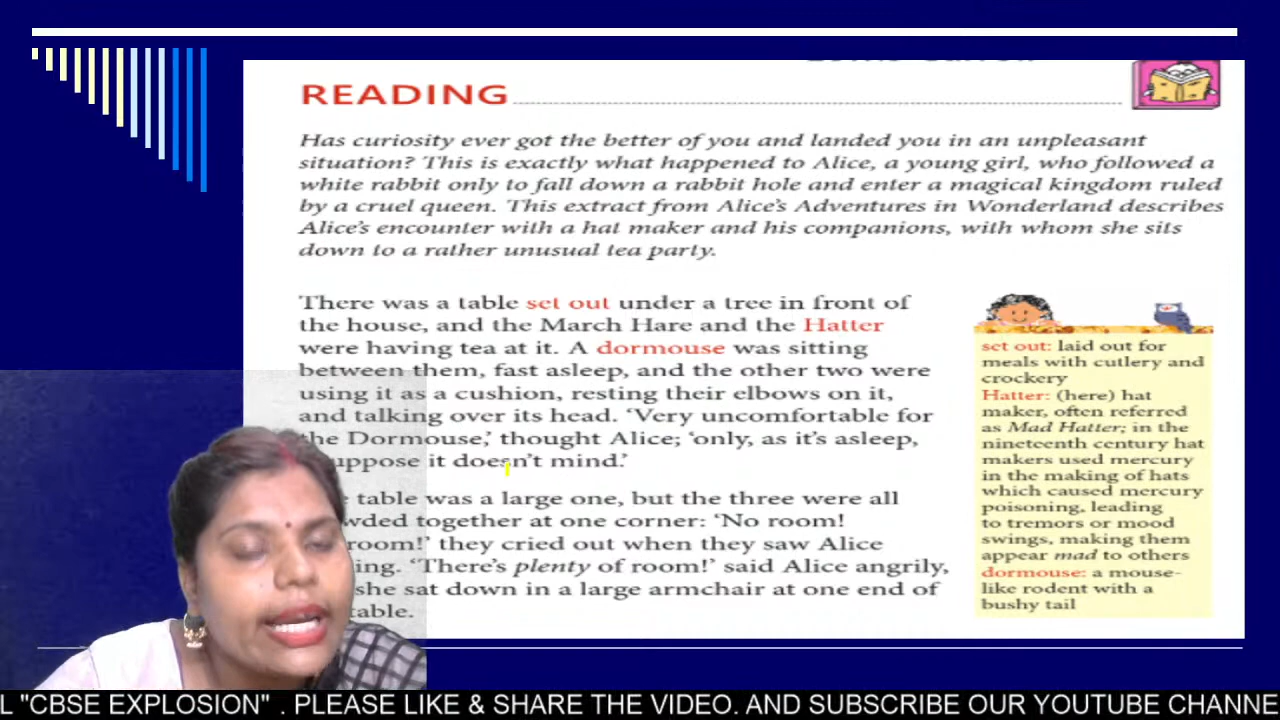 READING
Has curiosity ever got the better of you and landed you in an unpleasant
situation? This is exactly what happened to Alice, a young girl, who followed a
white rabbit only to fall down a rabbit hole and enter a magical kingdom ruled
by a cruel queen. This extract from Alice's Adventures in Wonderland describes
Alice's encounter with a hat maker and his companions, with whom she sits
down to a rather unusual tea party.
There was a table set out under a tree in front of
the house, and the March Hare and the Hatter
were having tea at it. A dormouse was sitting
between them, fast asleep, and the other two were
using it as a cushion, resting their elbows on it,
and talking over its head. 'Very uncomfortable for
the Dormouse,' thought Alice; 'only, as it's asleep,
uppose it doesn't mind.'
table was a large one, but the three were all
wded together at one corner: 'No room!
room!' they cried out when they saw Alice
ing. 'There's plenty of room!' said Alice angrily,
she sat down in a large armchair at one end of
table.
set out: laid out for
meals with cutlery and
crockery
Hatter: (here) hat
maker, often referred
as Mad Hatter; in the
nineteenth century hat
makers used mercury
in the making of hats
which caused mercury
poisoning, leading
to tremors or mood
swings, making them
appear mad to others
dormouse: a mouse-
like rodent with a
bushy tail
L "CBSE EXPLOSION" . PLEASE LIKE & SHARE THE VIDEO. AND SUBSCRIBE OUR YOUTUBE CHANNE